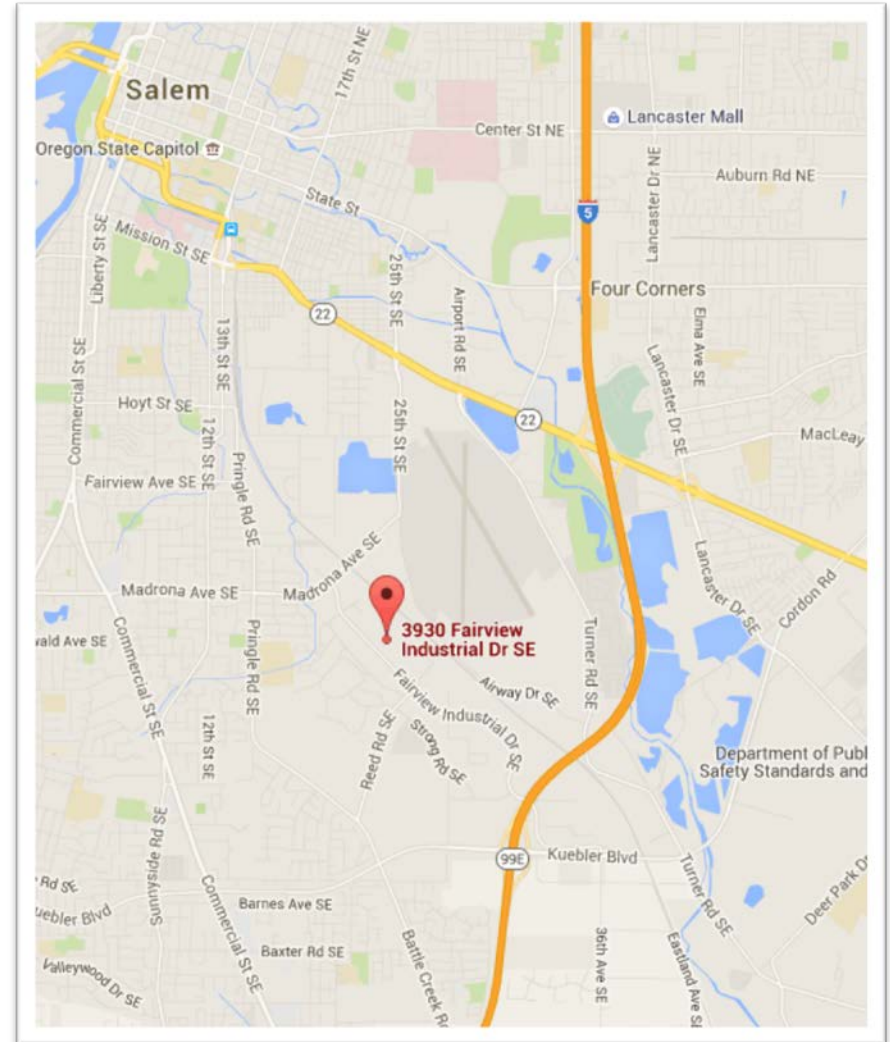 17th St NE
Salem
Lancaster Mall
Center St NE
Oregon State Capitol
Auburn Rd NE
Lancaster Dr NE
State St
5
Mission St SE
Liberty St SE
25th St SE
Airport Rd SE
Four Corners
22
13th St SE
Elma Ave SE
Lancaster Dr SE
Commercial St SE
Hoyt St SE
25th St SE
22
MacLeay
12th St SE
Pringle Rd SE
Fairview Ave SE
Madrona Ave SE
Lancaster Dr SE
Cordon Rd
Madrona Ave SE
Madrona Ave SE
3930 Fairview
Industrial Dr SE
wald Ave SE
Commercial St SE
Pringle Rd SE
Turner Rd SE
Airway Dr SE
Fairview Industrial Dr SE
12th St SE
Reed Rd SE
Strong Rd SE
Department of Publ
Safety Standards and
Sunnyside Rd SE
99E
Kuebler Blvd
Turner Rd SE
Rd SE
uebler Blvd
Commercial St SE
Barnes Ave SE
Deer Park D
Baxter Rd SE
Battle Creek R
36th Ave SE
Eastland Ave S
Valleywood Dr SE